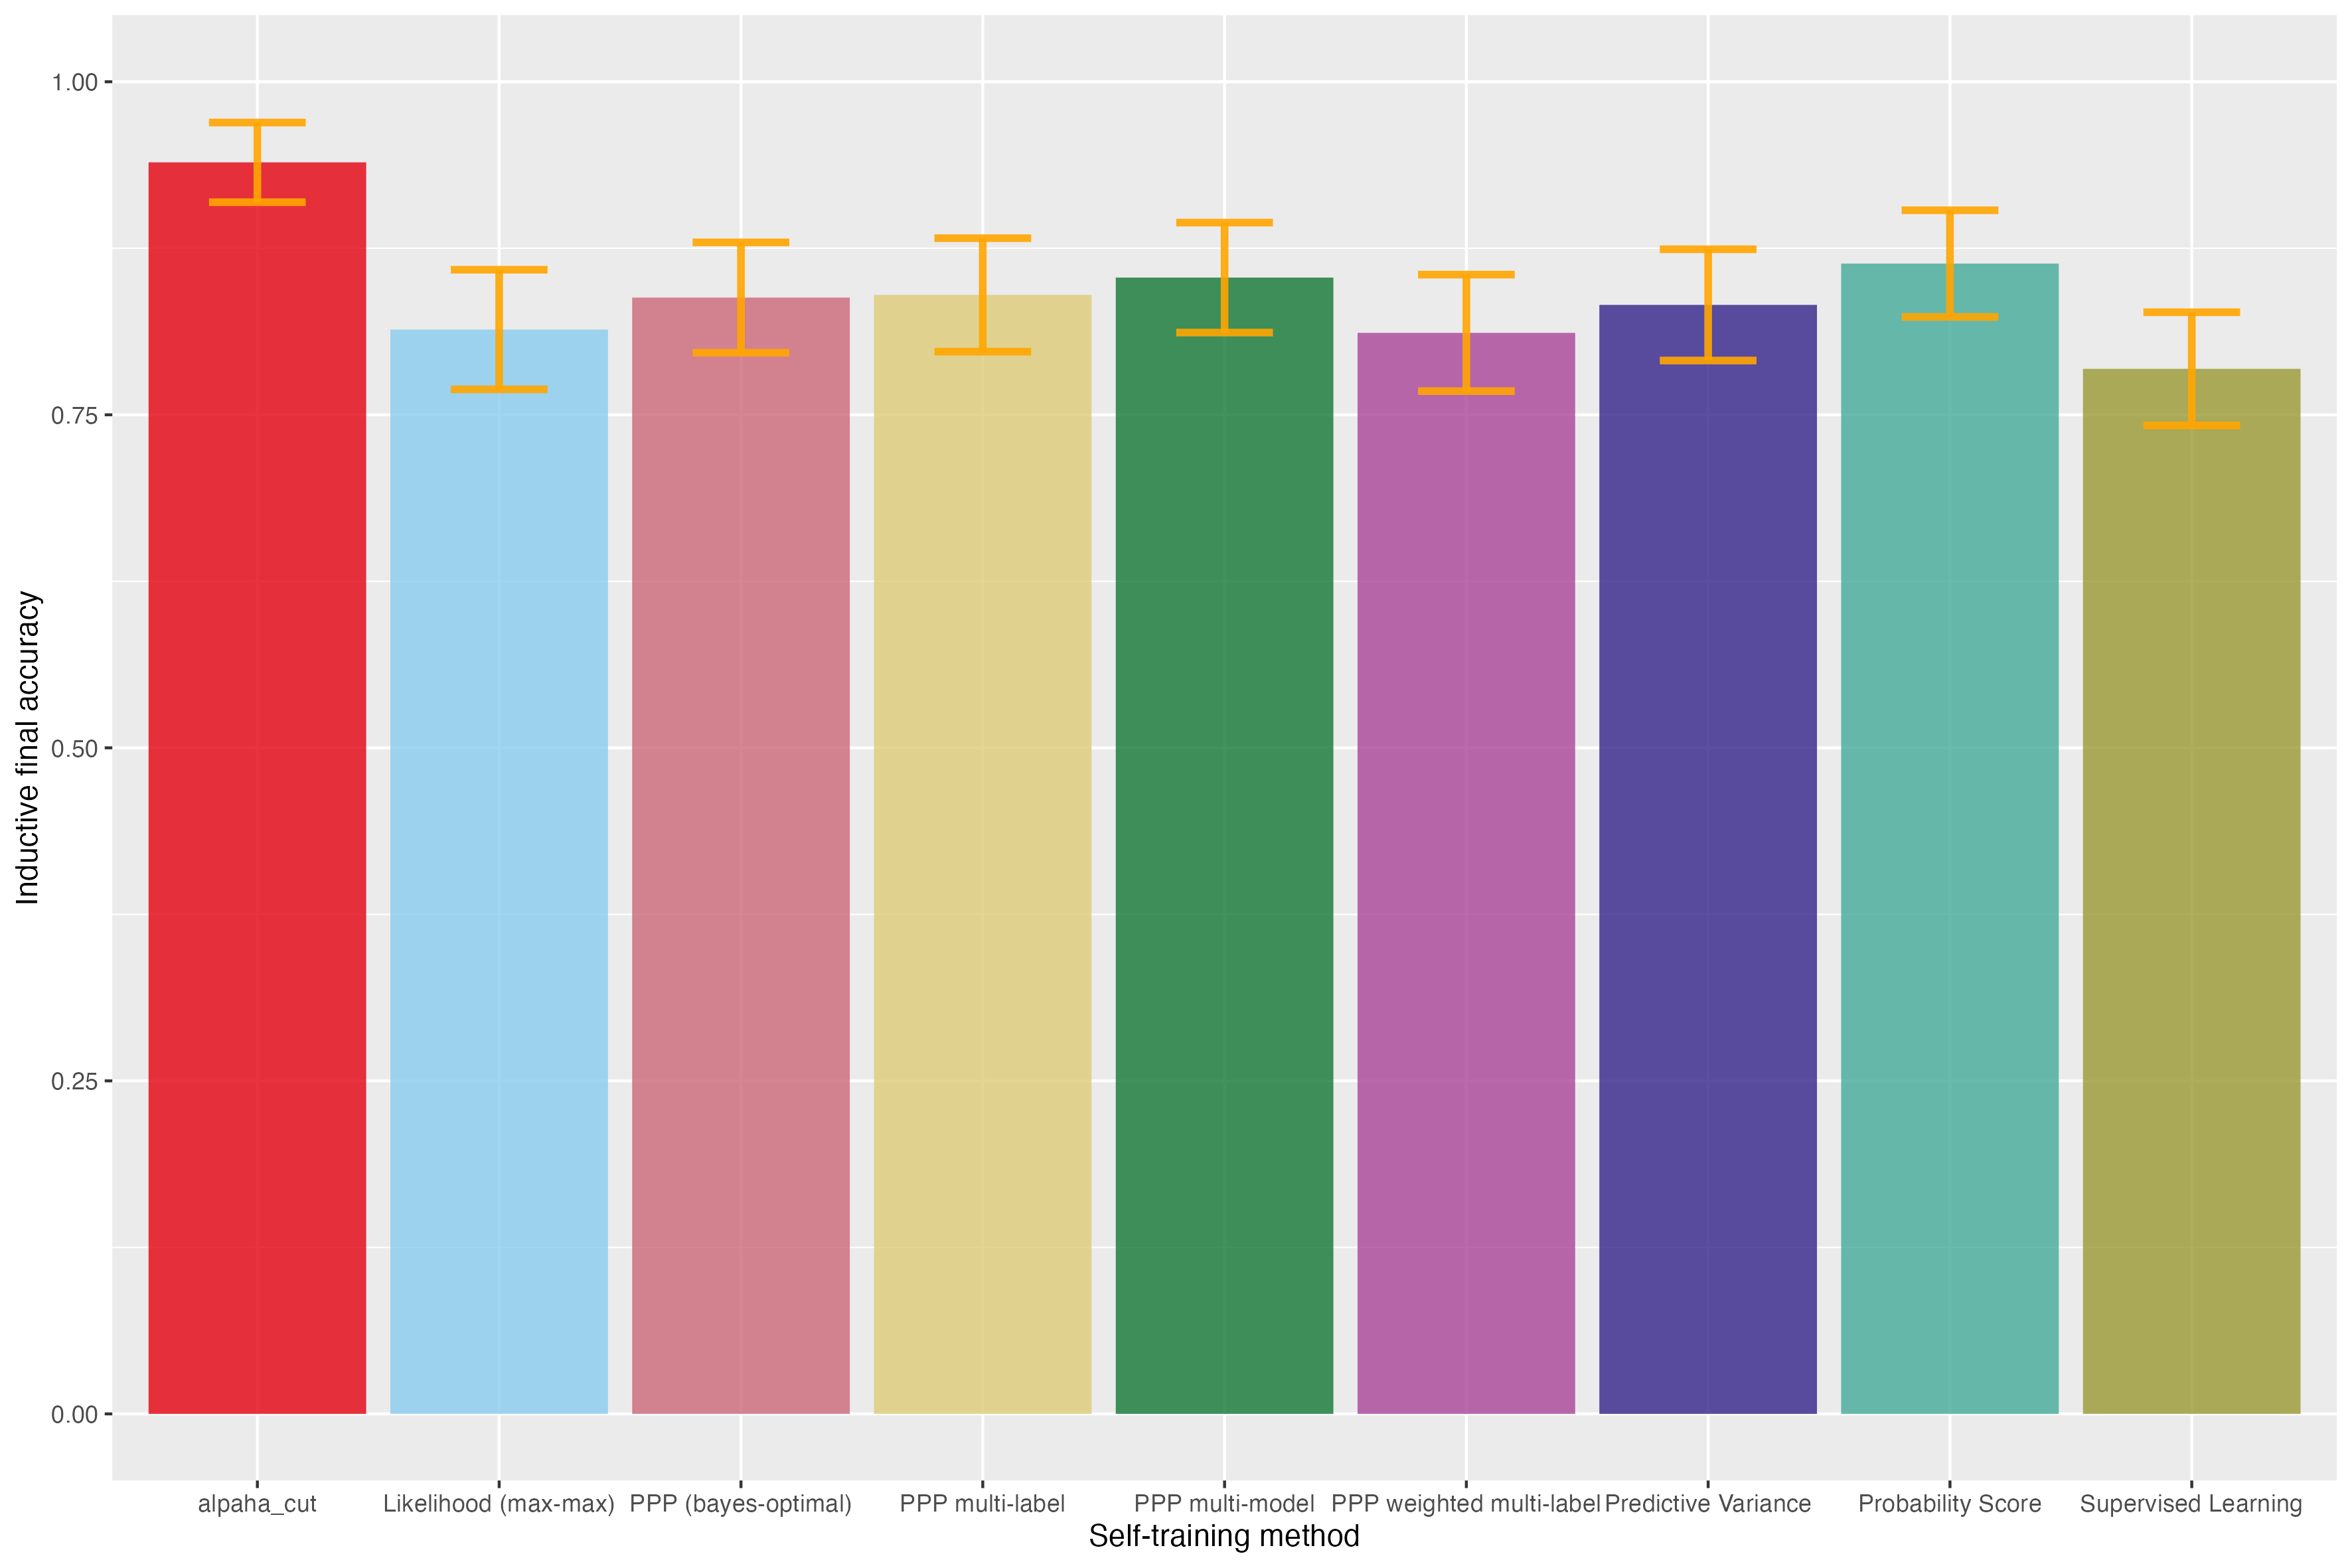 1.00
0.75
0.50
0.25
0.00
Inductive final accuracy
alpaha_cut
Likelihood (max-max)
PPP (bayes-optimal)
PPP multi-label
PPP multi-model
PPP weighted multi-label
Predictive Variance
Probability Score
Supervised Learning
Self-training method